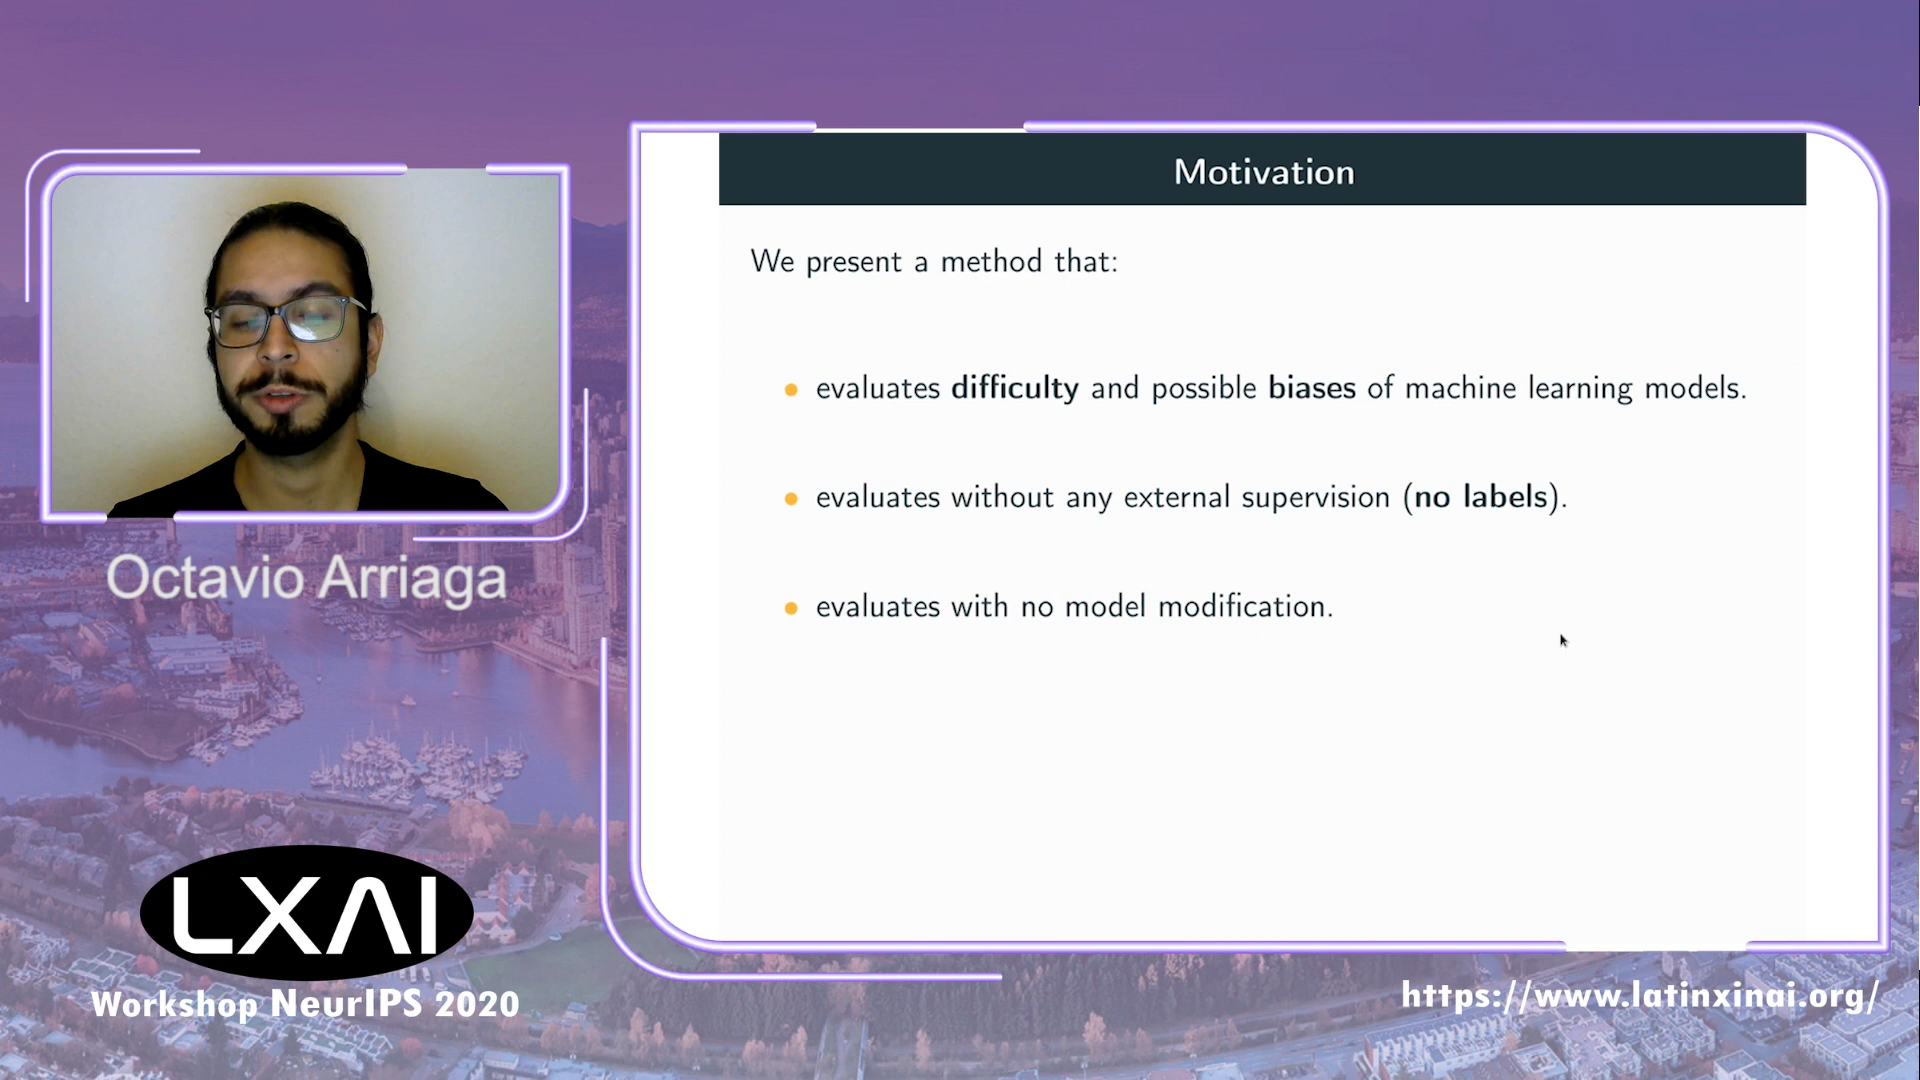 Motivation
We present a method that:
evaluates difficulty and possible biases of machine learning models.
evaluates without any external supervision (no labels).
evaluates with no model modification.
Octavio Arriaga
LXAI
Workshop NeurIPS 2020
https://www.latinxinai.org/